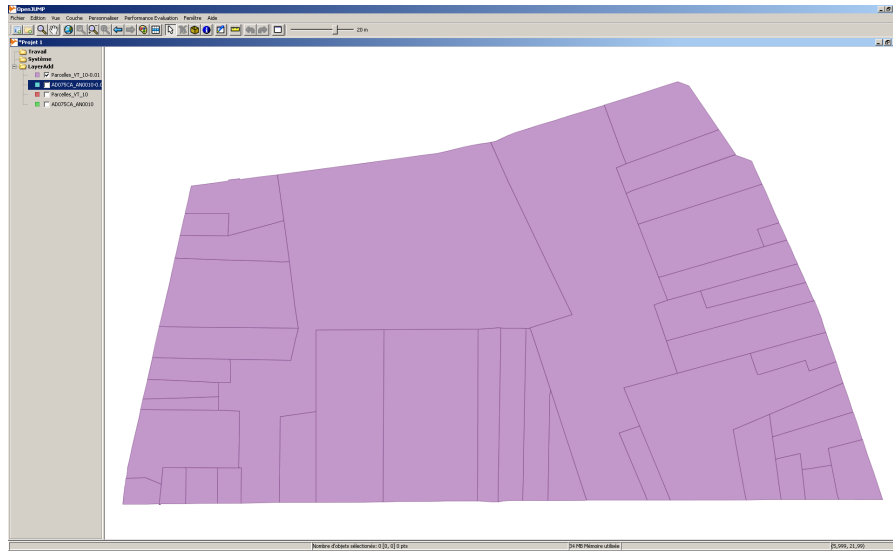 OpenJUMP
Fichier Edition Vue Couche Personnaliser Performance Evaluation Fenêtre Aide
20 m
*Projet 1
Travail
Système
LayerAdd
Parcelles_VT_10-0.01
AD075CA_AN0010-0.0
Parcelles_VT_10
AD075CA_AN0010
Nombre d'objets sélectionnés: 0 [0, 0] 0 pts
34 MB Mémoire utilisée
(5,999, 21,99)